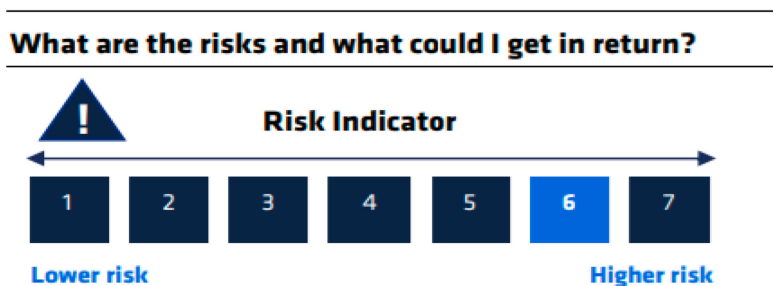 What are the risks and what could I get in return?
!
Risk Indicator
1 2 3 4 5 6 7
Lower risk Higher risk